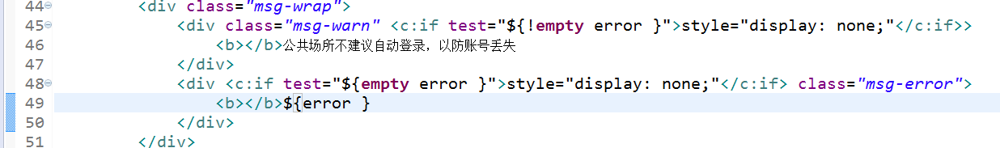 44 <div class="msg-wrap">
45 <div class="msg-warn" <c:if test="${!empty error }">style="display: none;"</c:if>>
46 <b></b>公共场所不建议自动登录，以防账号丢失
47 </div>
48 <div <c:if test="${empty error }">style="display: none;"</c:if> class="msg-error">
49 <b></b>${error }
50 </div>
51 </div>